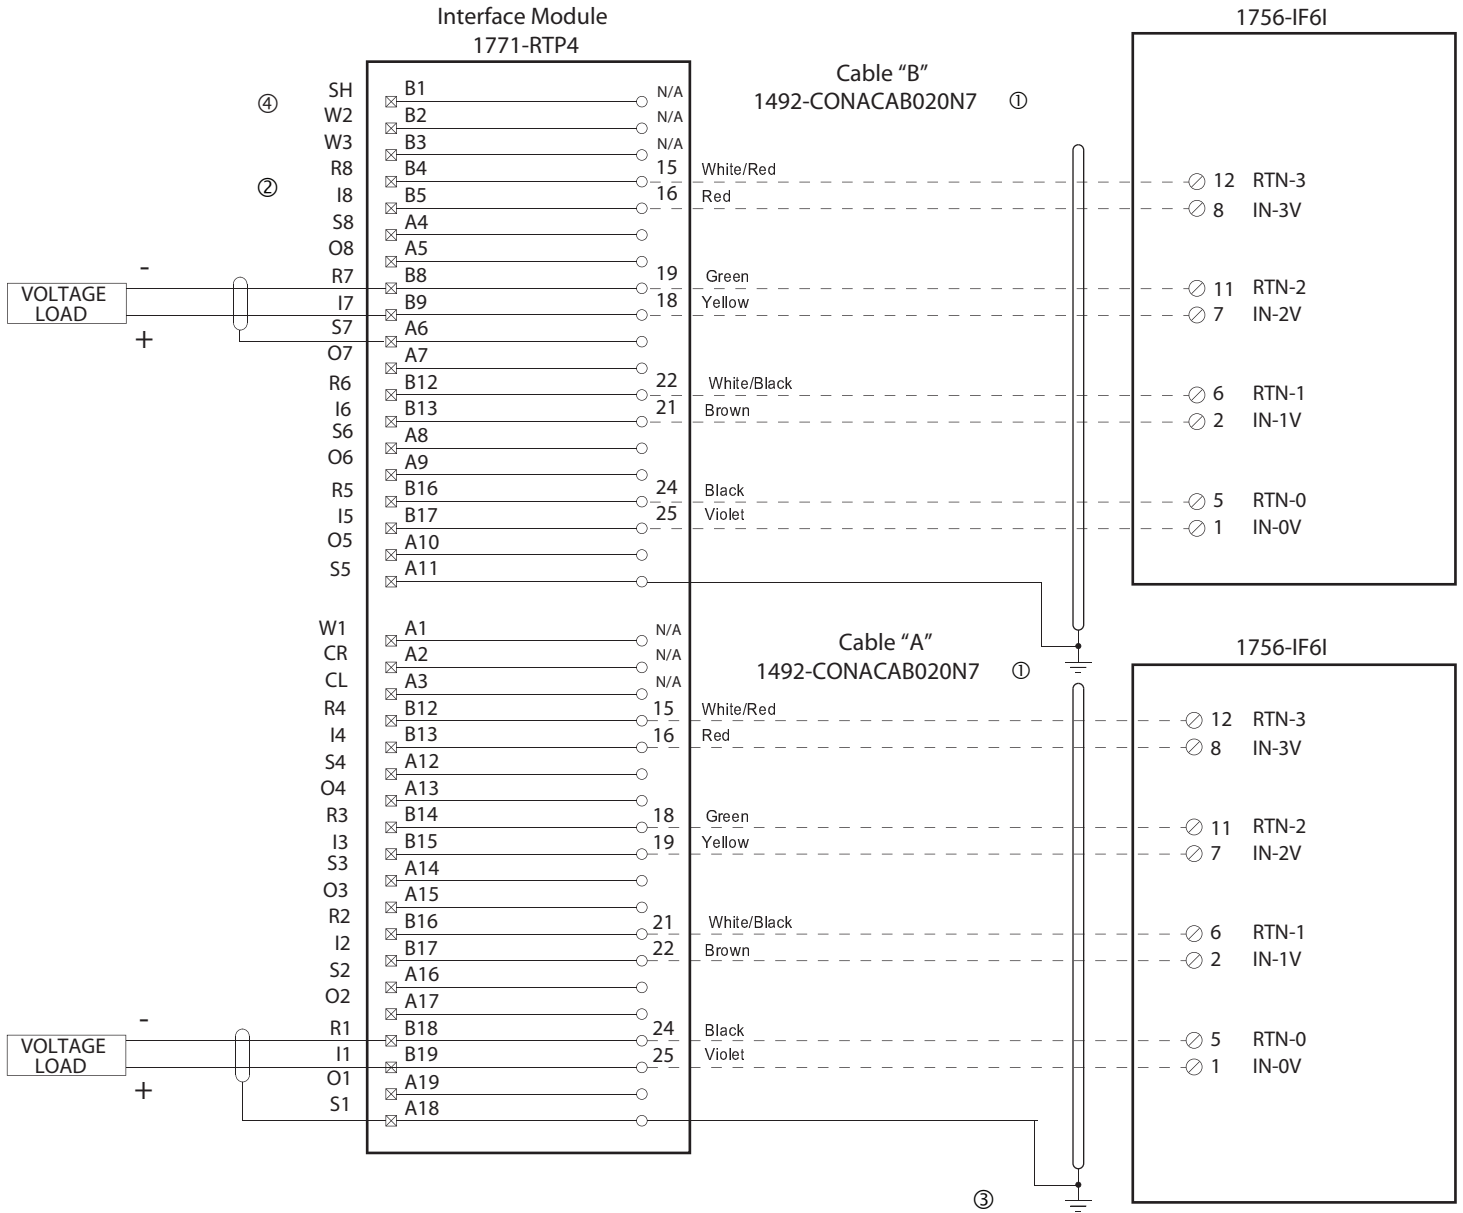 Interface Module
1771-RTP4
1756-IF6I
Cable “B”
1492-CONACAB020N7 ①
④
②
SH B1 N/A
W2 B2 N/A
W3 B3 N/A
R8 B4 15 White/Red 12 RTN-3
I8 B5 16 Red 8 IN-3V
S8 A4
O8 A5
VOLTAGE
LOAD
-
+
R7 B8 19 Green 11 RTN-2
I7 B9 18 Yellow 7 IN-2V
S7 A6
O7 A7
R6 B12 22 White/Black 6 RTN-1
I6 B13 21 Brown 2 IN-1V
S6 A8
O6 A9
R5 B16 24 Black 5 RTN-0
I5 B17 25 Violet 1 IN-0V
O5 A10
S5 A11
Cable “A”
1492-CONACAB020N7 ①
1756-IF6I
W1 A1 N/A
CR A2 N/A
CL A3 N/A
R4 B12 15 White/Red 12 RTN-3
I4 B13 16 Red 8 IN-3V
S4 A12
O4 A13
R3 B14 18 Green 11 RTN-2
I3 B15 19 Yellow 7 IN-2V
S3 A14
O3 A15
R2 B16 21 White/Black 6 RTN-1
I2 B17 22 Brown 2 IN-1V
S2 A16
O2 A17
VOLTAGE
LOAD
-
+
R1 B18 24 Black 5 RTN-0
I1 B19 25 Violet 1 IN-0V
O1 A19
S1 A18
③